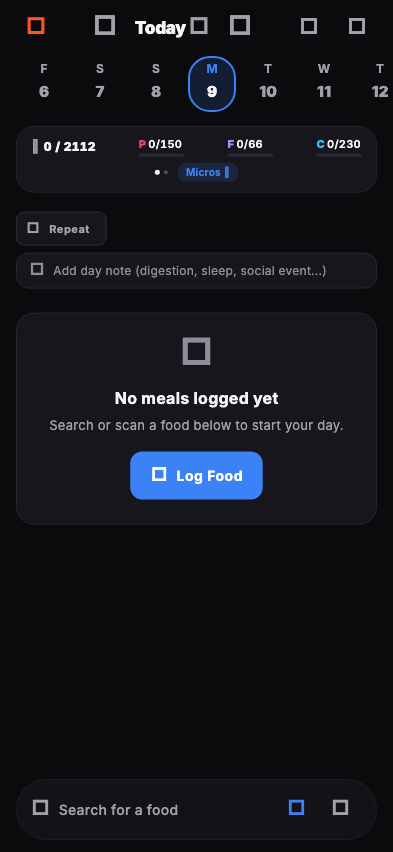 Today
F S S M T W T
6 7 8 9 10 11 12
0 / 2112 P 0/150 F 0/66 C 0/230
Micros
Repeat
Add day note (digestion, sleep, social event...)
No meals logged yet
Search or scan a food below to start your day.
Log Food
Search for a food